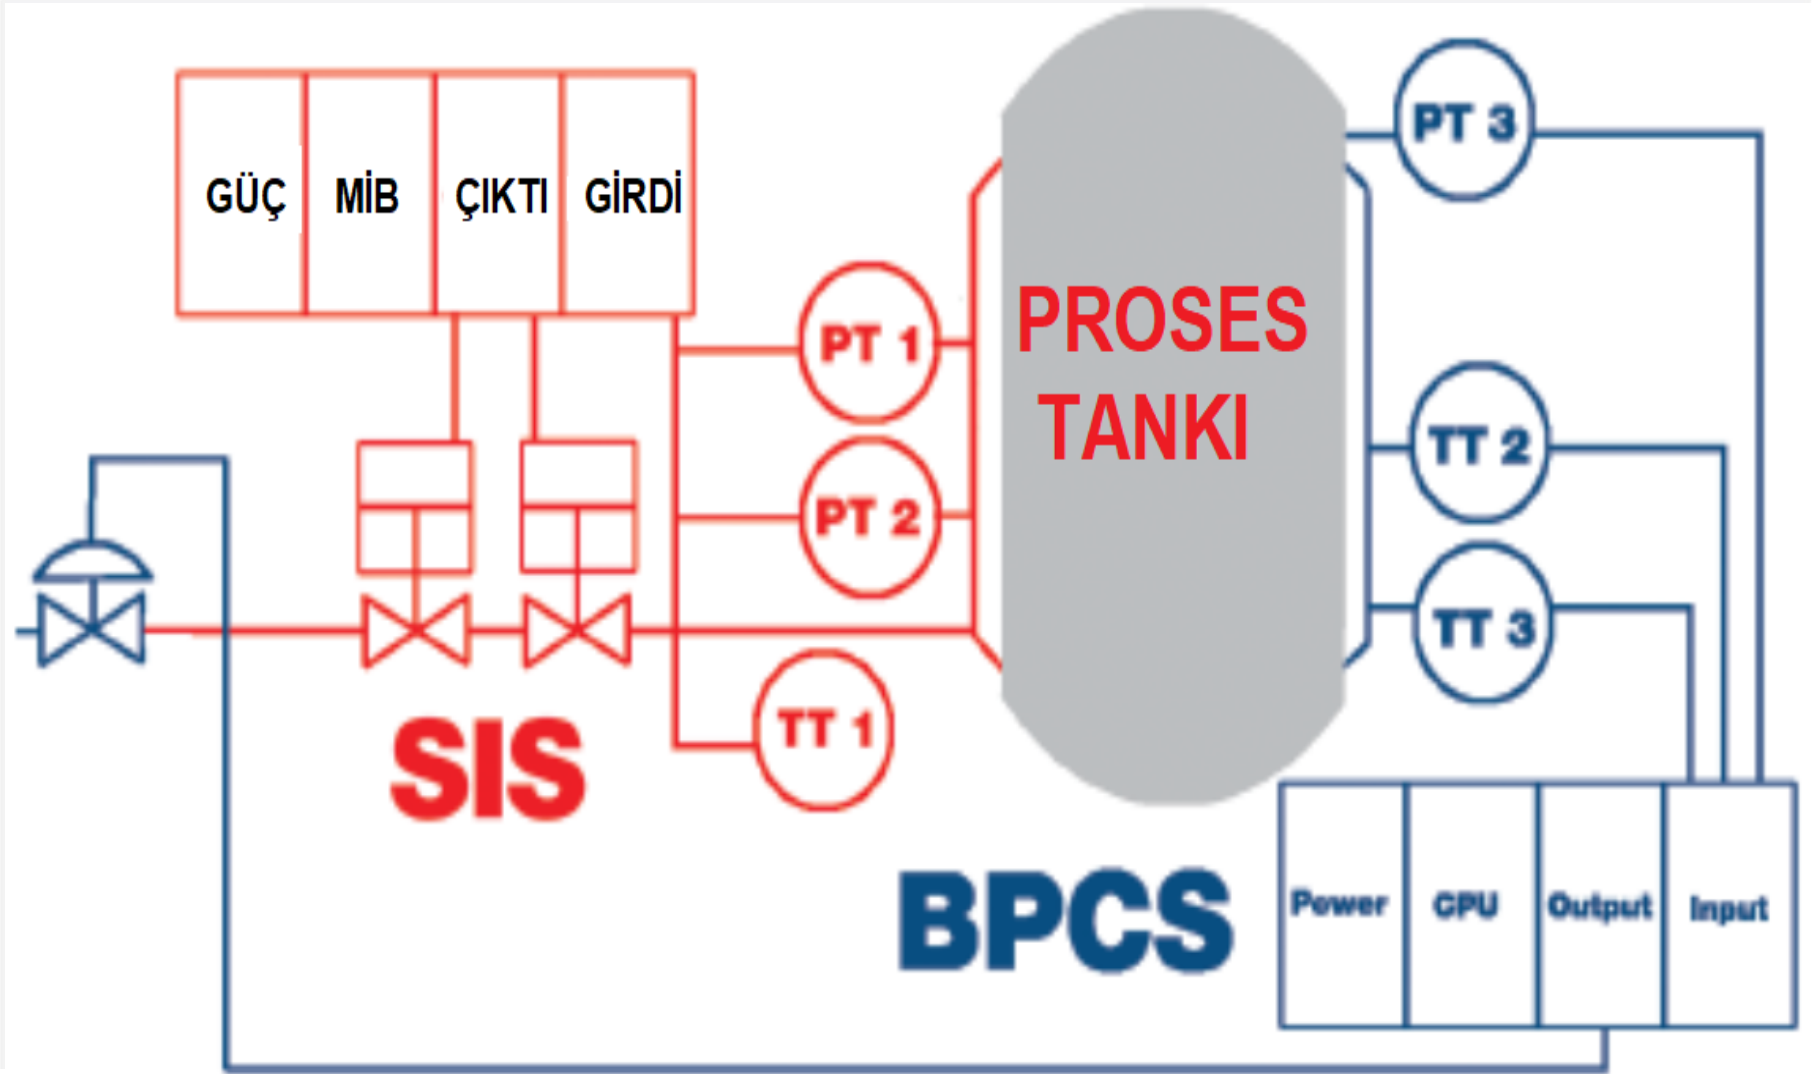 GÜÇ
MİB
ÇIKTI
GİRDİ
PT 1
PT 2
TT 1
SIS
PROSES
TANKI
PT 3
TT 2
TT 3
BPCS
Power
CPU
Output
Input